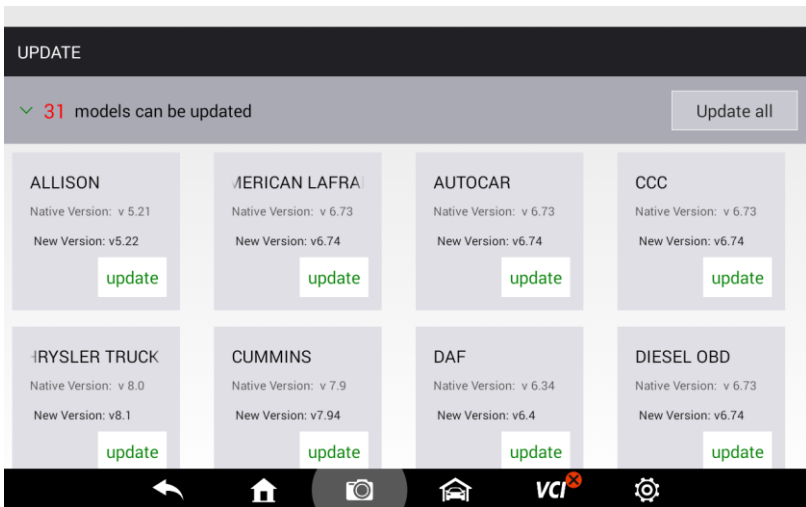 UPDATE
31 models can be updated
Update all
ALLISON
Native Version: v 5.21
New Version: v5.22
update
MERICAN LAFRA
Native Version: v 6.73
New Version: v6.74
update
AUTOCAR
Native Version: v 6.73
New Version: v6.74
update
CCC
Native Version: v 6.73
New Version: v6.74
update
HRYSLER TRUCK
Native Version: v 8.0
New Version: v8.1
update
CUMMINS
Native Version: v 7.9
New Version: v7.94
update
DAF
Native Version: v 6.34
New Version: v6.4
update
DIESEL OBD
Native Version: v 6.73
New Version: v6.74
update
VCI